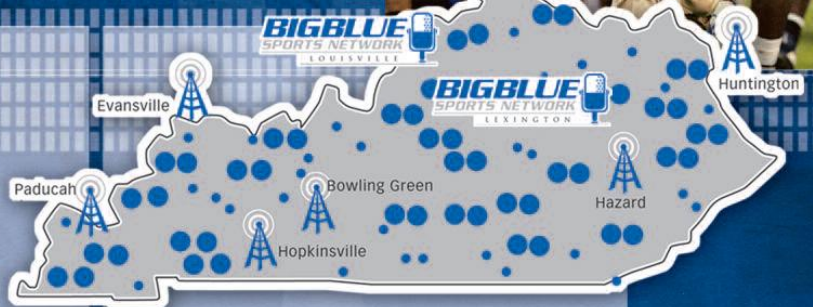 BIGBLUE
SPORTS NETWORK
LOUISVILLE
BIGBLUE
SPORTS NETWORK
LEXINGTON
Huntington
Evansville
Paducah
Bowling Green
Hazard
Hopkinsville